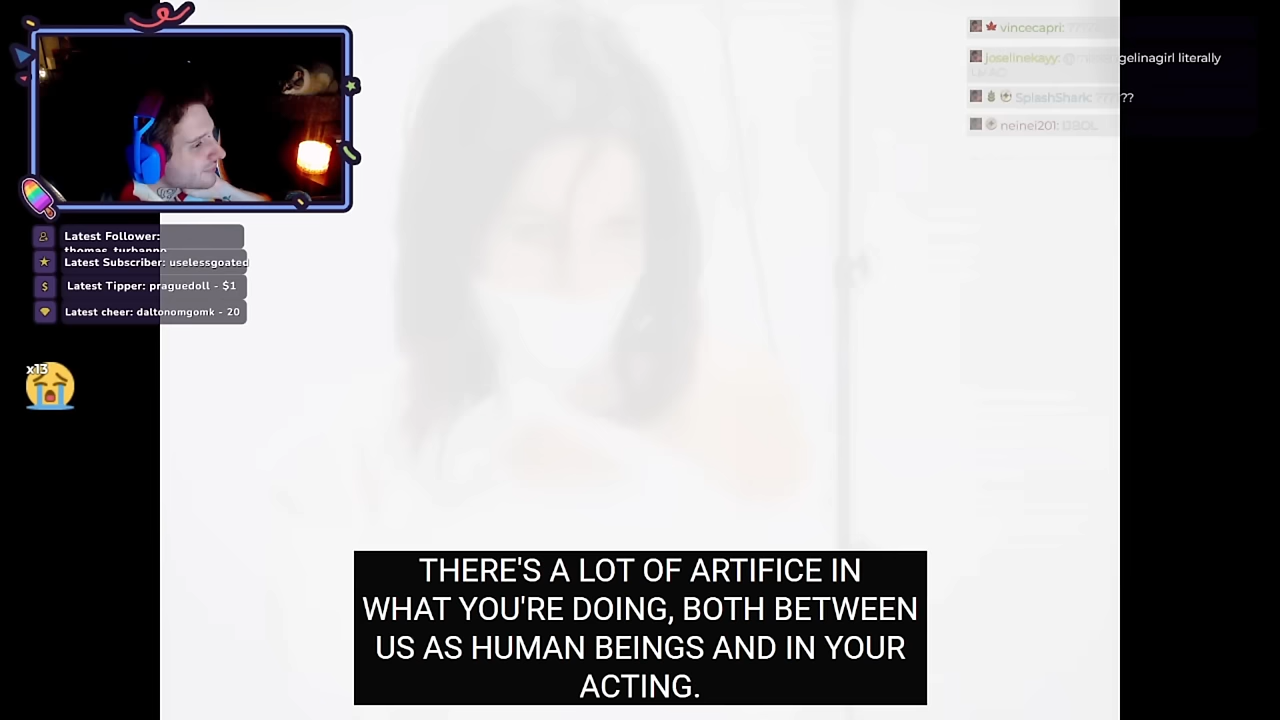 vincecapri: ?????
joselinekayy: @ gelinagirl literally
SplashShark: ???????
neinei201:
Latest Follower:
thomas_turbanno
Latest Subscriber: uselessgoated
Latest Tipper: praguedoll - $1
Latest cheer: daltonomgomk - 20
x13
THERE'S A LOT OF ARTIFICE IN
WHAT YOU'RE DOING, BOTH BETWEEN
US AS HUMAN BEINGS AND IN YOUR
ACTING.